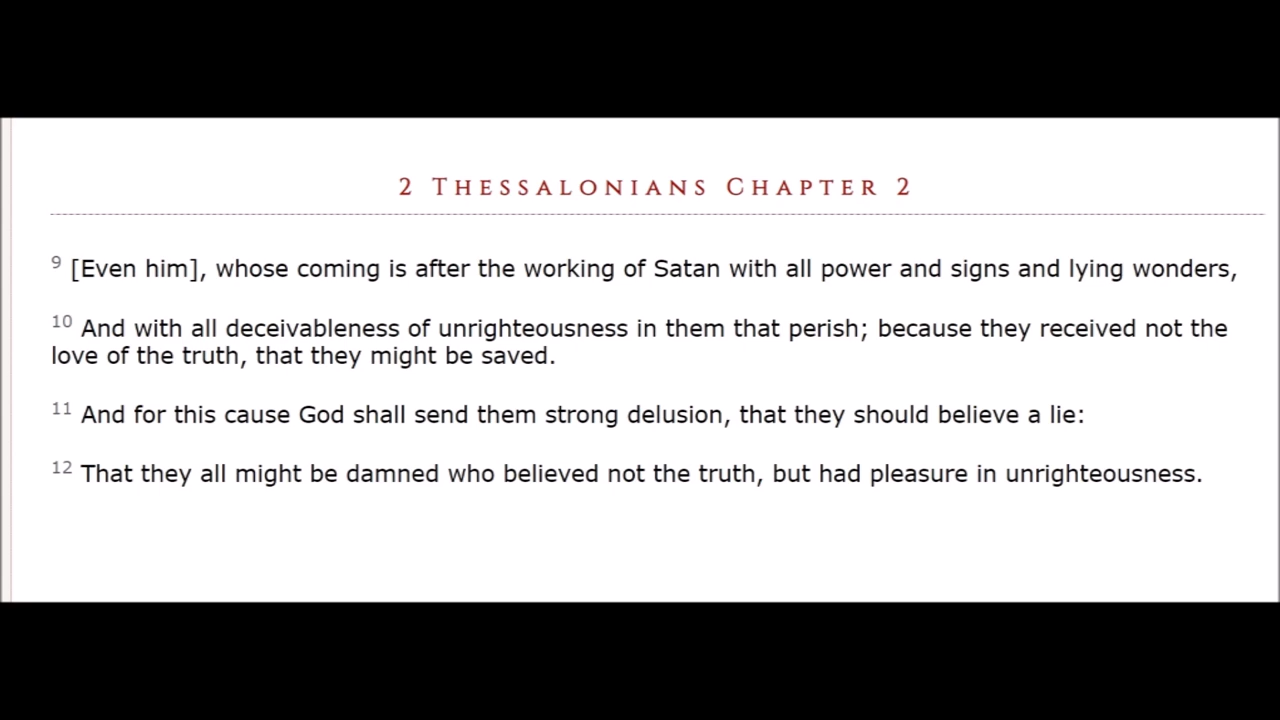 2 Thessalonians Chapter 2
9 [Even him], whose coming is after the working of Satan with all power and signs and lying wonders,
10 And with all deceivableness of unrighteousness in them that perish; because they received not the
love of the truth, that they might be saved.
11 And for this cause God shall send them strong delusion, that they should believe a lie:
12 That they all might be damned who believed not the truth, but had pleasure in unrighteousness.